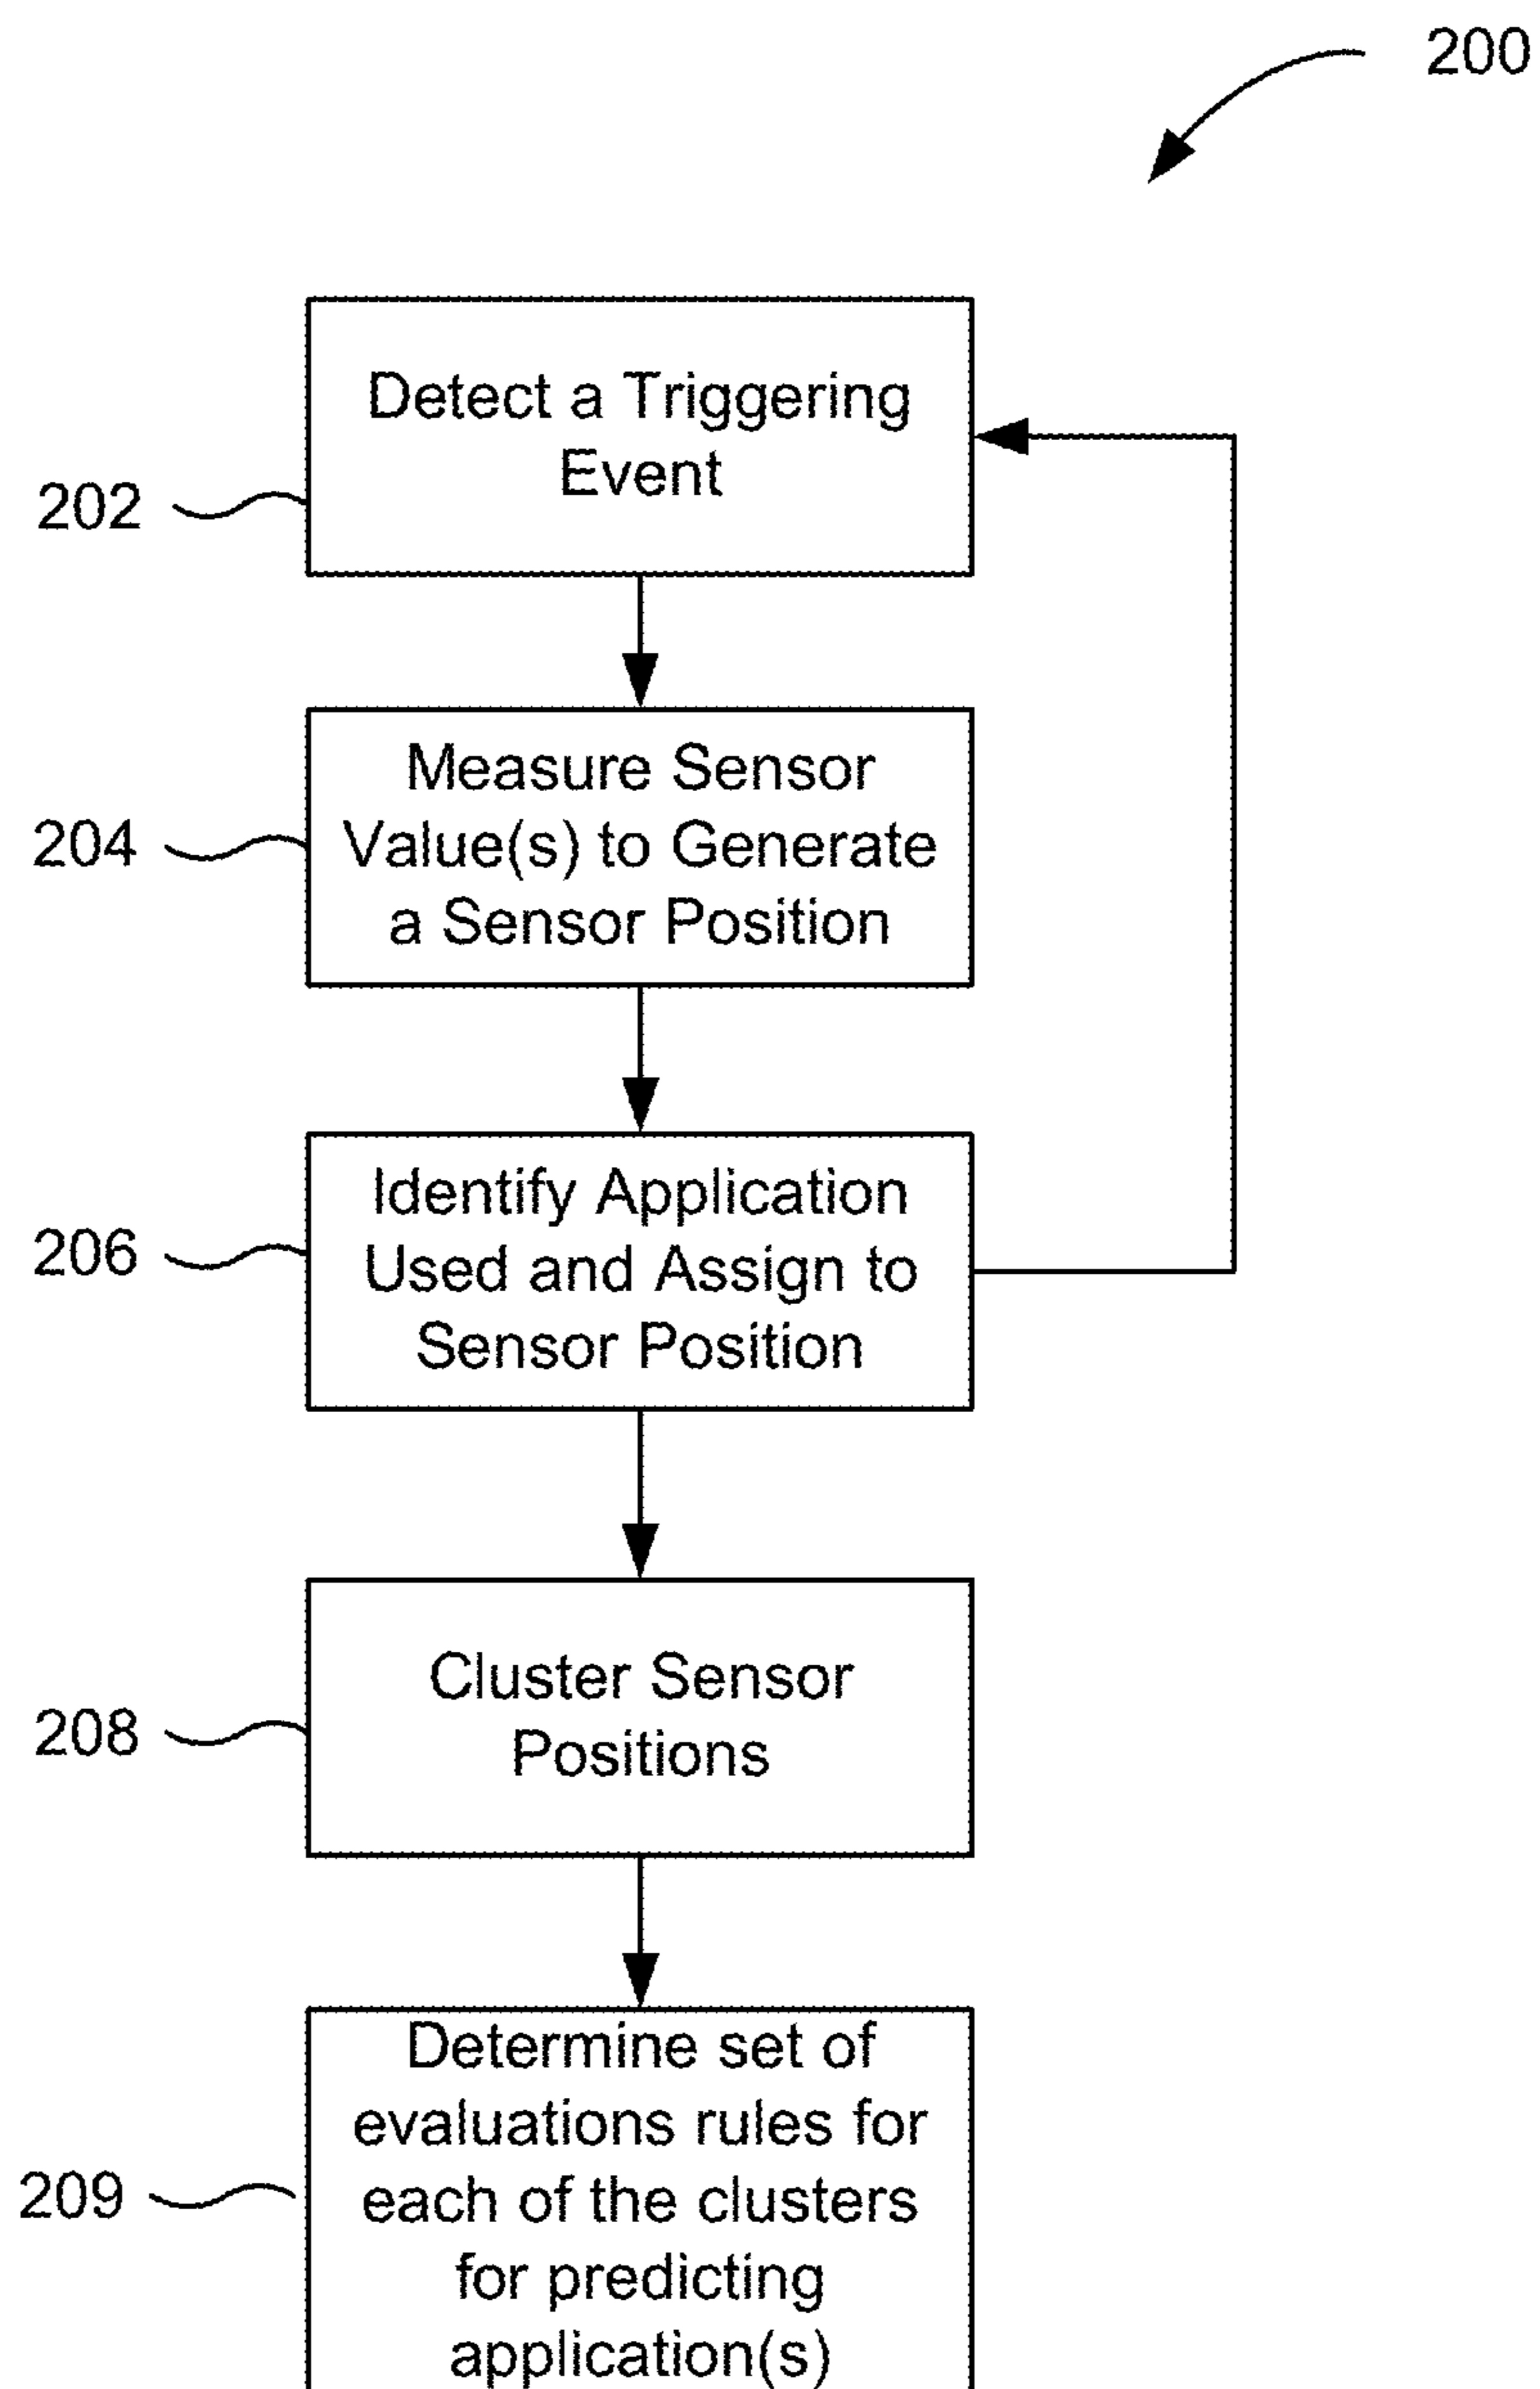 200
Detect a Triggering
Event
202
Measure Sensor
Value(s) to Generate
a Sensor Position
204
Identify Application
Used and Assign to
Sensor Position
206
Cluster Sensor
Positions
208
Determine set of
evaluations rules for
each of the clusters
for predicting
application(s)
209